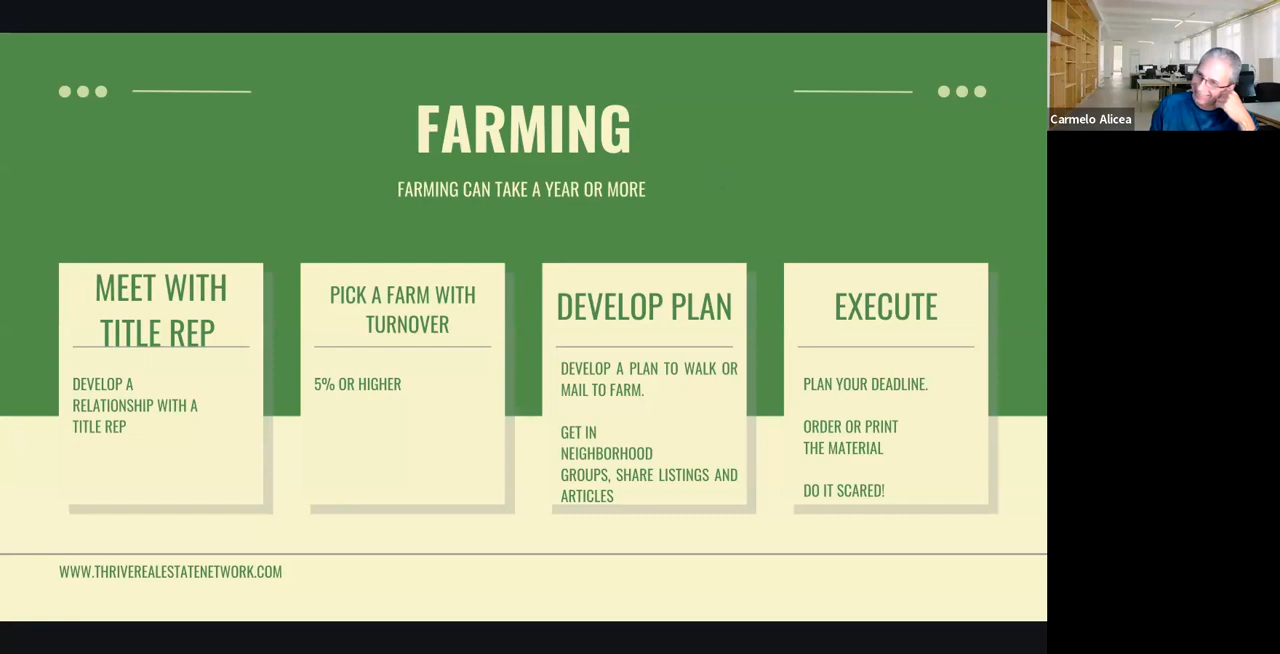 FARMING
FARMING CAN TAKE A YEAR OR MORE
MEET WITH
TITLE REP
DEVELOP A
RELATIONSHIP WITH A
TITLE REP
PICK A FARM WITH
TURNOVER
5% OR HIGHER
DEVELOP PLAN
DEVELOP A PLAN TO WALK OR
MAIL TO FARM.
GET IN
NEIGHBORHOOD
GROUPS, SHARE LISTINGS AND
ARTICLES
EXECUTE
PLAN YOUR DEADLINE.
ORDER OR PRINT
THE MATERIAL
DO IT SCARED!
WWW.THRIVEREALESTATENETWORK.COM
Carmelo Alicea